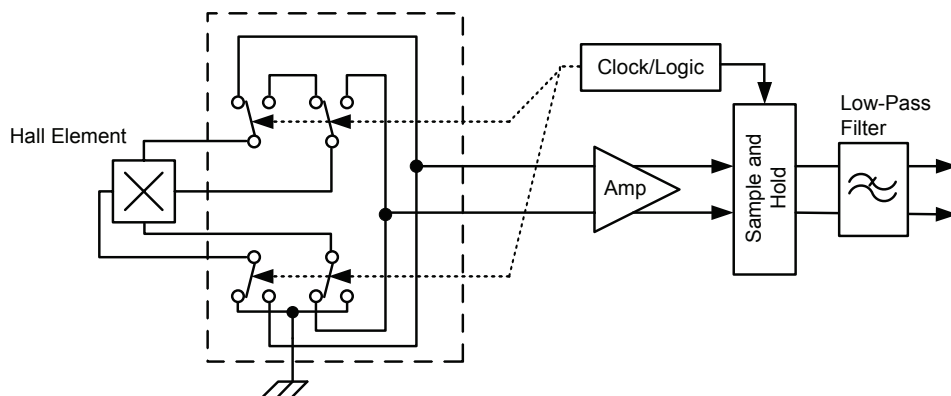 Hall Element
Clock/Logic
Amp
Sample and
Hold
Low-Pass
Filter